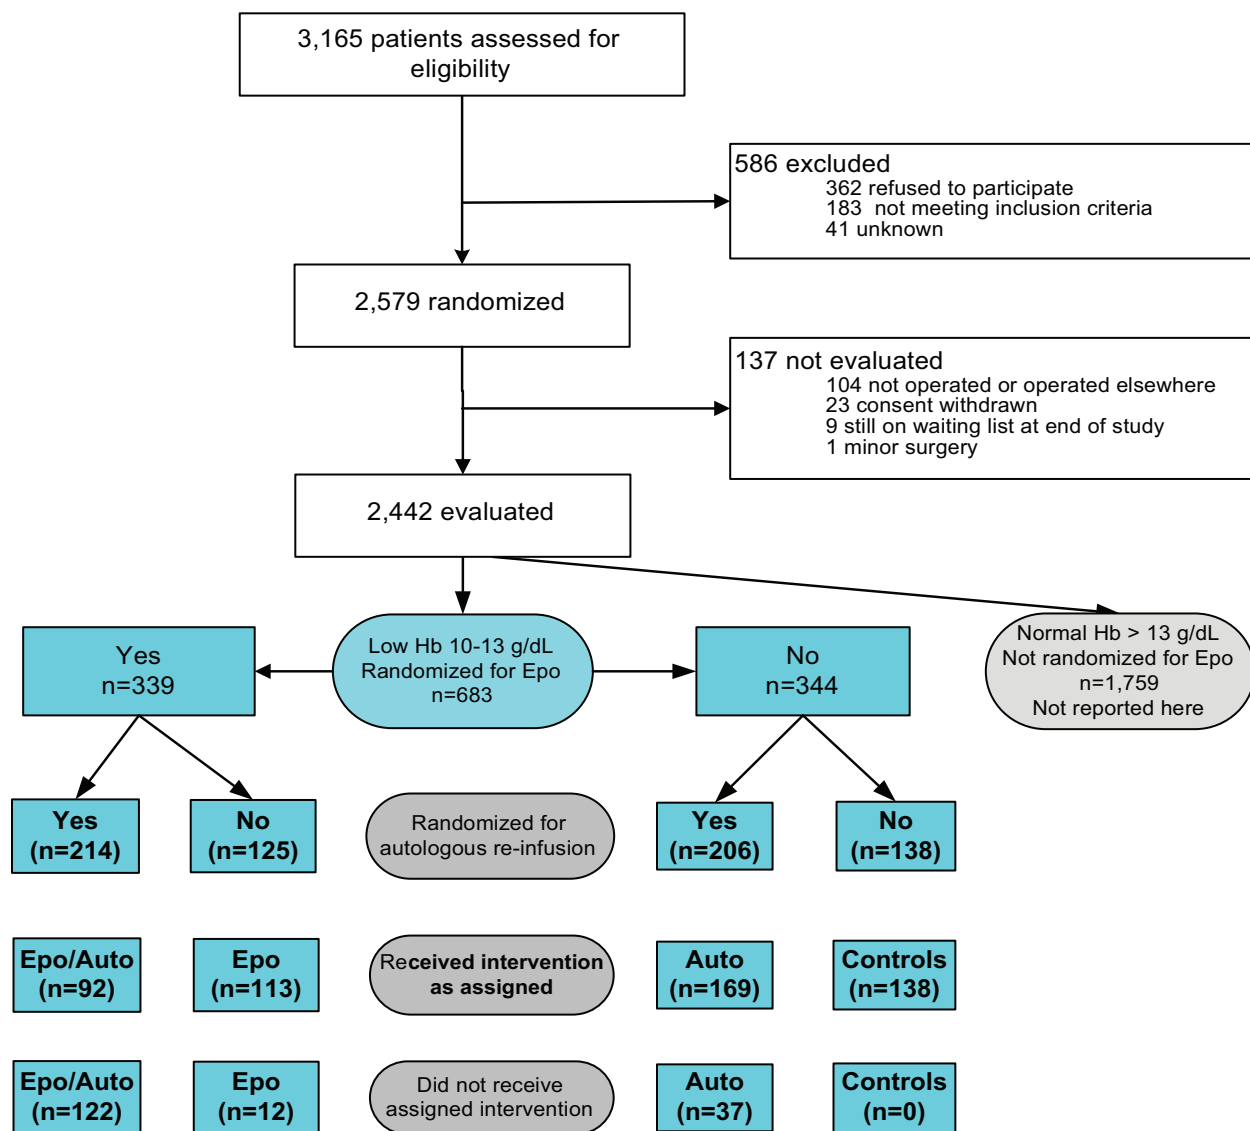 3,165 patients assessed for
eligibility
586 excluded
362 refused to participate
183 not meeting inclusion criteria
41 unknown
2,579 randomized
137 not evaluated
104 not operated or operated elsewhere
23 consent withdrawn
9 still on waiting list at end of study
1 minor surgery
2,442 evaluated
Yes
n=339
Low Hb 10-13 g/dL
Randomized for Epo
n=683
No
n=344
Normal Hb > 13 g/dL
Not randomized for Epo
n=1,759
Not reported here
Yes
(n=214)
No
(n=125)
Randomized for
autologous re-infusion
Yes
(n=206)
No
(n=138)
Epo/Auto
(n=92)
Epo
(n=113)
Received intervention
as assigned
Auto
(n=169)
Controls
(n=138)
Epo/Auto
(n=122)
Epo
(n=12)
Did not receive
assigned intervention
Auto
(n=37)
Controls
(n=0)